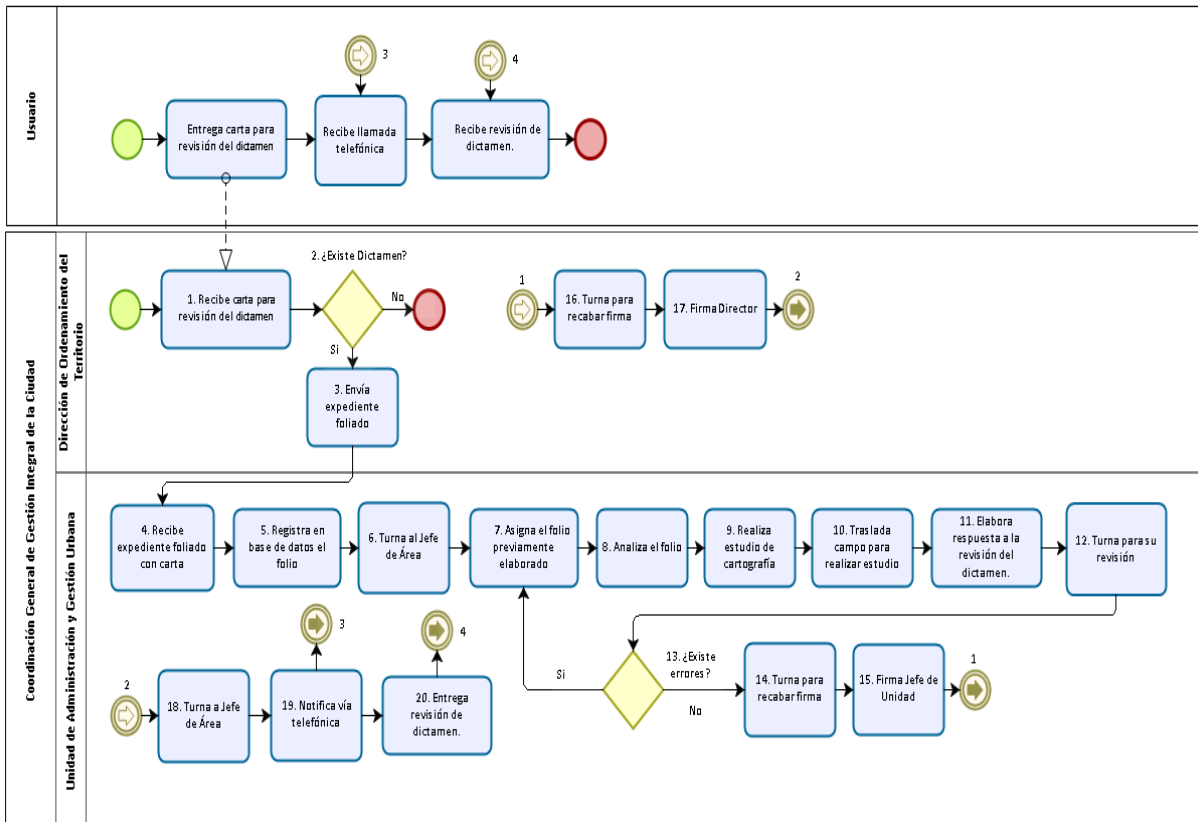 Usuario
3
4
Entrega carta para
revisión del dictamen
Recibe llamada
telefónica
Recibe revisión de
dictamen.
Coordinación General de Gestión Integral de la Ciudad
Dirección de Ordenamiento del
Territorio
2. ¿Existe Dictamen?
1. Recibe carta para
revisión del dictamen
No
Si
3. Envía
expediente
foliado
1
16. Turna para
recabar firma
17. Firma Director
2
Unidad de Administración y Gestión Urbana
4. Recibe
expediente foliado
con carta
5. Registra en
base de datos el
folio
6. Turna al Jefe
de Área
7. Asigna el folio
previamente
elaborado
8. Analiza el folio
9. Realiza
estudio de
cartografía
10. Traslada
campo para
realizar estudio
11. Elabora
respuesta a la
revisión del
dictamen.
12. Turna para su
revisión
13. ¿Existe
errores?
Si
No
14. Turna para
recabar firma
15. Firma Jefe de
Unidad
1
2
18. Turna a Jefe
de Área
3
19. Notifica vía
telefónica
4
20. Entrega
revisión de
dictamen.